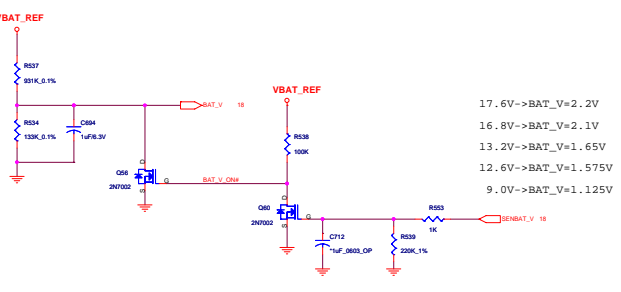 VBAT_REF
R537
931K_0.1%
R534
133K_0.1%
C694
1uF/6.3V
BAT_V 18
VBAT_REF
R538
100K
Q56
2N7002
D
G
S
BAT_V_ON#
Q60
2N7002
D
G
S
C712
*1uF_0603_OP
R539
220K_1%
R553
1K
SENBAT_V 18
17.6V->BAT_V=2.2V
16.8V->BAT_V=2.1V
13.2V->BAT_V=1.65V
12.6V->BAT_V=1.575V
9.0V->BAT_V=1.125V